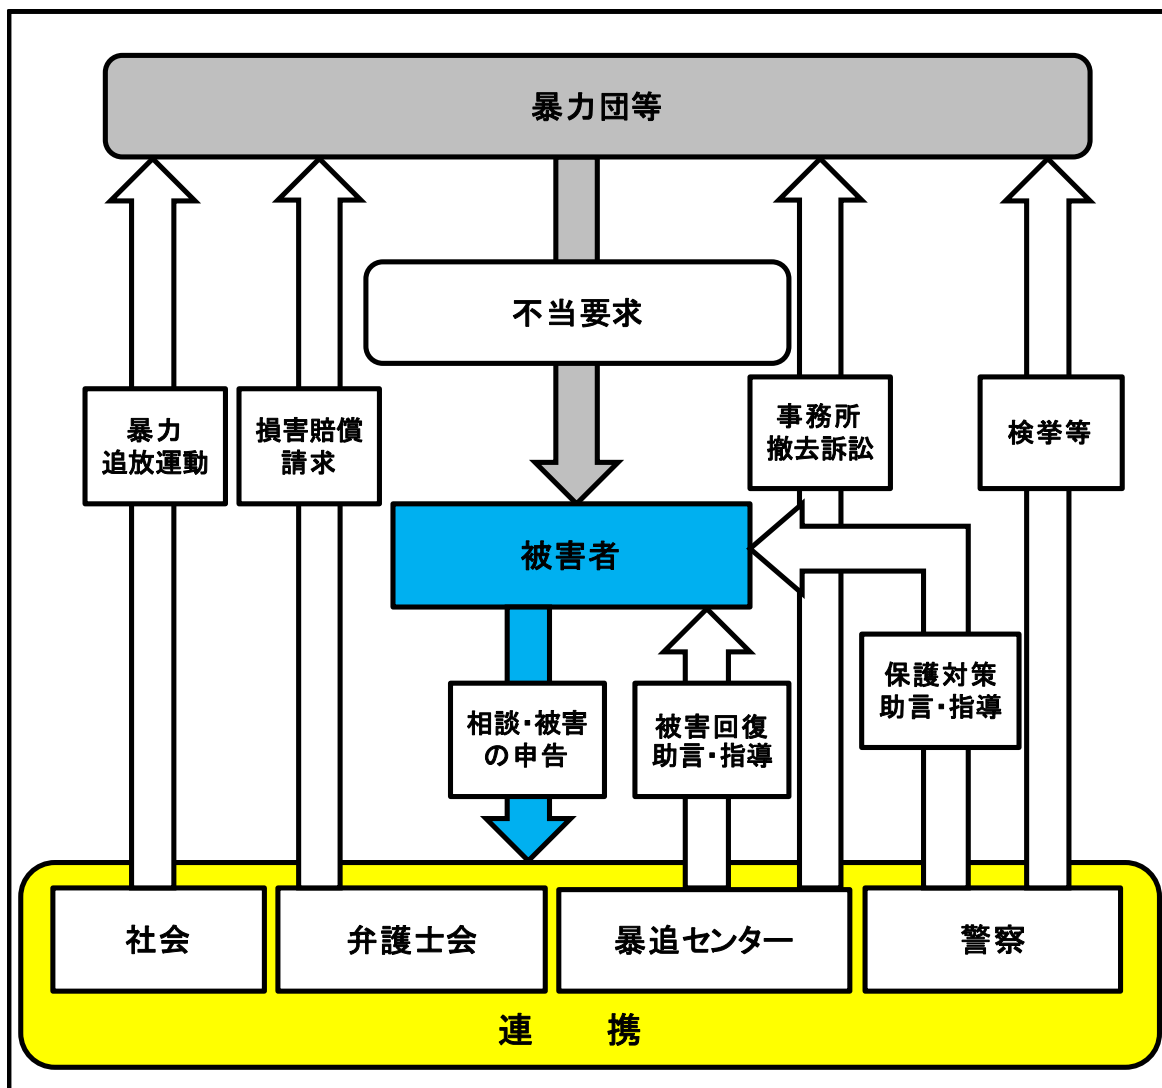 暴力団等
不当要求
暴力
追放運動
損害賠償
請求
事務所
撤去訴訟
検挙等
被害者
保護対策
助言・指導
相談・被害
の申告
被害回復
助言・指導
社会
弁護士会
暴追センター
警察
連　携